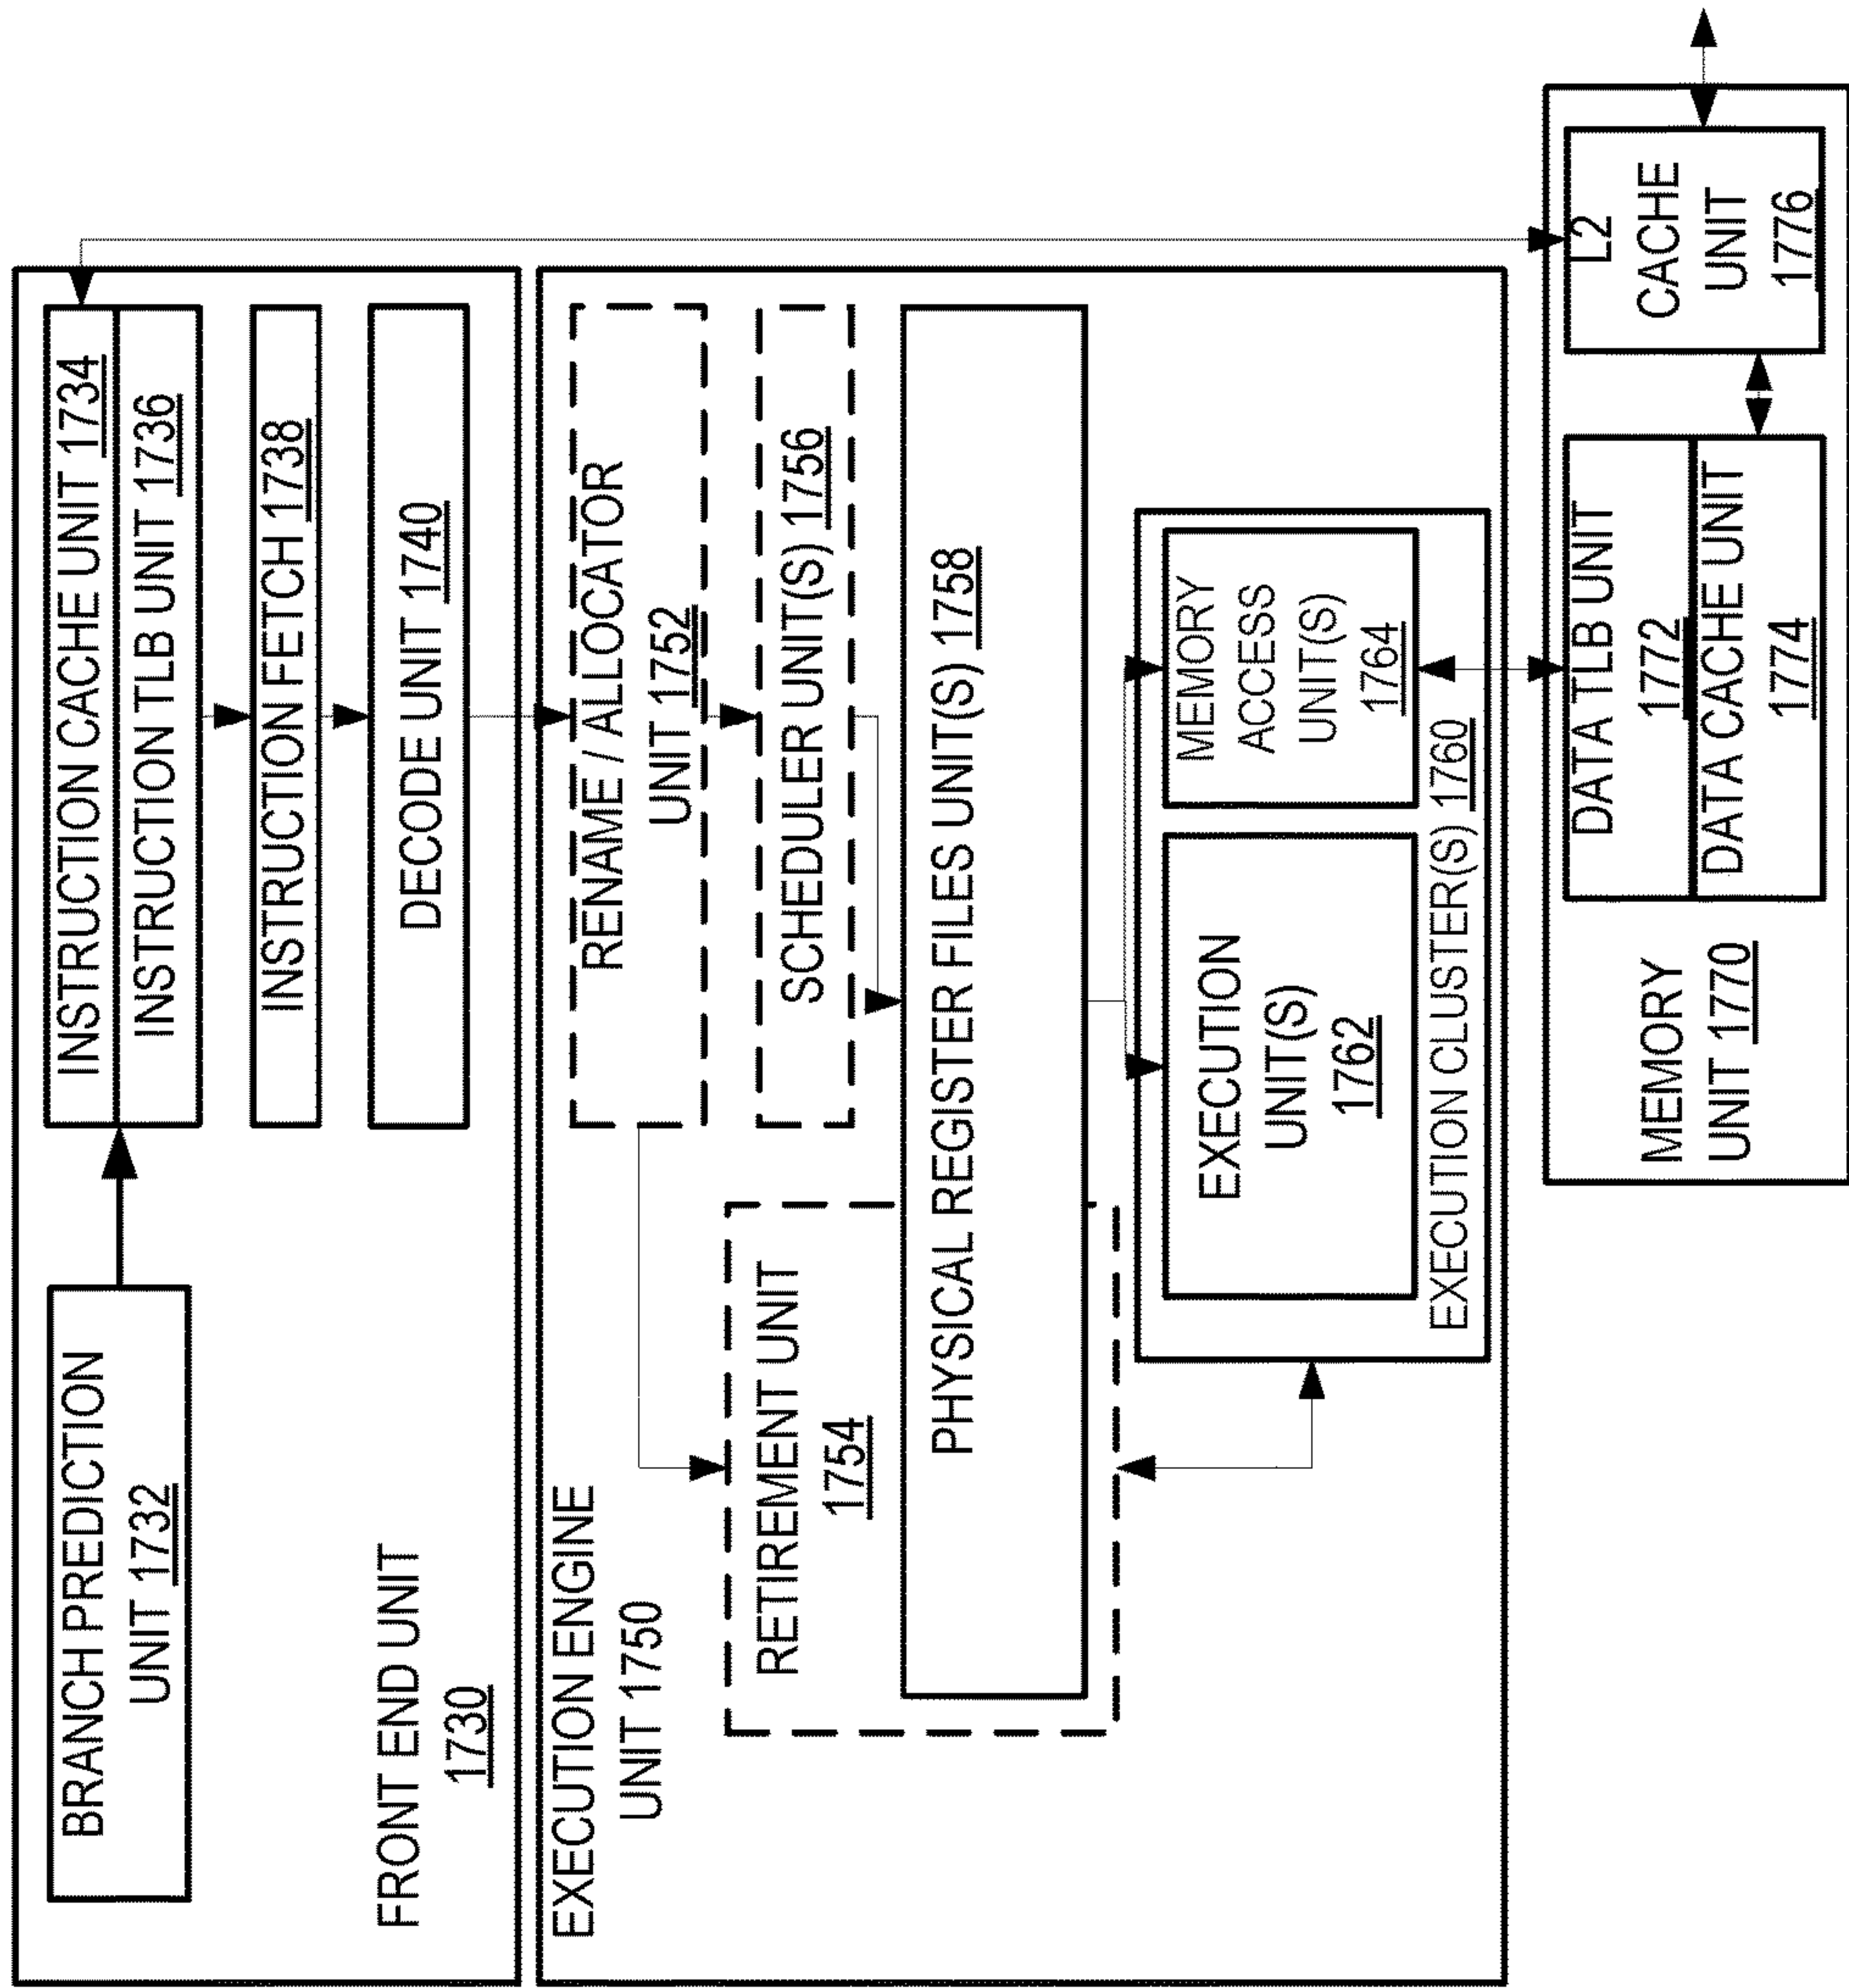 BRANCH PREDICTION
UNIT 1732
INSTRUCTION CACHE UNIT 1734
INSTRUCTION TLB UNIT 1736
INSTRUCTION FETCH 1738
DECODE UNIT 1740
FRONT END UNIT
1730
EXECUTION ENGINE
UNIT 1750
RENAME / ALLOCATOR
UNIT 1752
RETIREMENT UNIT
1754
SCHEDULER UNIT(S) 1756
PHYSICAL REGISTER FILES UNIT(S) 1758
EXECUTION
UNIT(S)
1762
MEMORY
ACCESS
UNIT(S)
1764
EXECUTION CLUSTER(S) 1760
MEMORY
UNIT 1770
DATA TLB UNIT
1772
DATA CACHE UNIT
1774
L2
CACHE
UNIT
1776